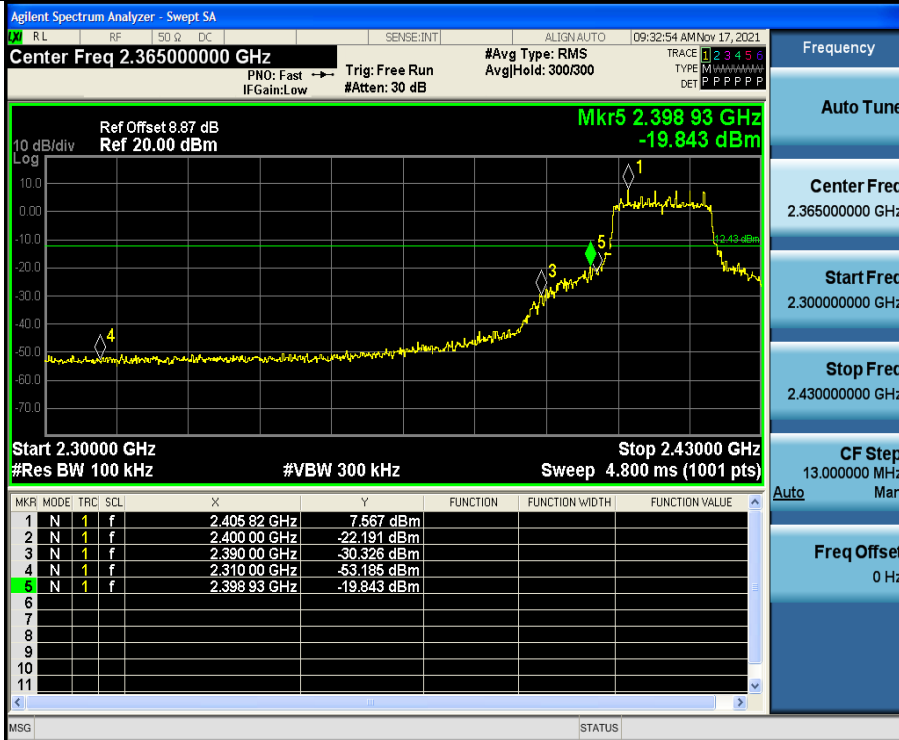 Agilent Spectrum Analyzer - Swept SA
LXI RL RF 50 Ω DC SENSE:INT ALIGN AUTO 09:32:54 AM Nov 17, 2021
Center Freq 2.365000000 GHz
PNO: Fast
IFGain:Low
Trig: Free Run
#Atten: 30 dB
#Avg Type: RMS
Avg|Hold: 300/300
TRACE 1 2 3 4 5 6
TYPE M WWWWW
DET P P P P P P
Frequency
Auto Tune
Center Freq
2.365000000 GHz
Start Freq
2.300000000 GHz
Stop Freq
2.430000000 GHz
CF Step
13.000000 MHz
Auto Man
Freq Offset
0 Hz
Mkr5 2.398 93 GHz
-19.843 dBm
Ref Offset 8.87 dB
10 dB/div Ref 20.00 dBm
Log
10.0
0.00
-10.0
-20.0
-30.0
-40.0
-50.0
-60.0
-70.0
1
5
3
4
-12.43 dBm
Start 2.30000 GHz Stop 2.43000 GHz
#Res BW 100 kHz #VBW 300 kHz Sweep 4.800 ms (1001 pts)
MKR MODE TRC SCL X Y FUNCTION FUNCTION WIDTH FUNCTION VALUE
1 N 1 f 2.405 82 GHz 7.567 dBm
2 N 1 f 2.400 00 GHz -22.191 dBm
3 N 1 f 2.390 00 GHz -30.326 dBm
4 N 1 f 2.310 00 GHz -53.185 dBm
5 N 1 f 2.398 93 GHz -19.843 dBm
6
7
8
9
10
11
MSG STATUS